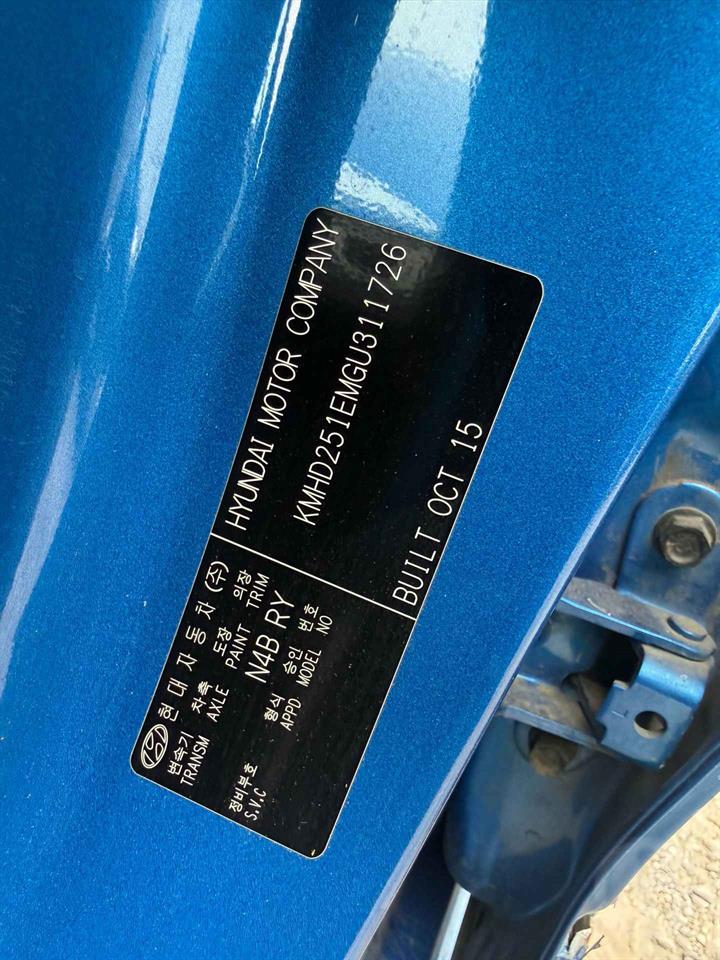 현대자동차(주) HYUNDAI MOTOR COMPANY
변속기 차축 도장 의장
TRANSM AXLE PAINT TRIM
N4B RY
KMHD251EMGU311726
형식 승인 번호
APPD MODEL NO
정비부호
S.V.C
BUILT OCT 15